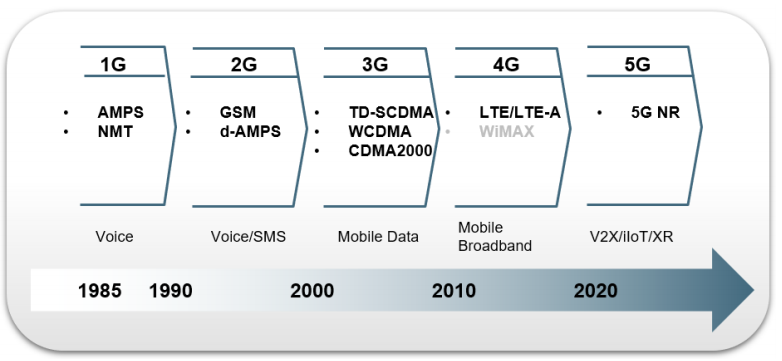 1G
2G
3G
4G
5G
• AMPS
• NMT
• GSM
• d-AMPS
• TD-SCDMA
• WCDMA
• CDMA2000
• LTE/LTE-A
• WiMAX
• 5G NR
Voice
Voice/SMS
Mobile Data
Mobile
Broadband
V2X/iIoT/XR
1985
1990
2000
2010
2020